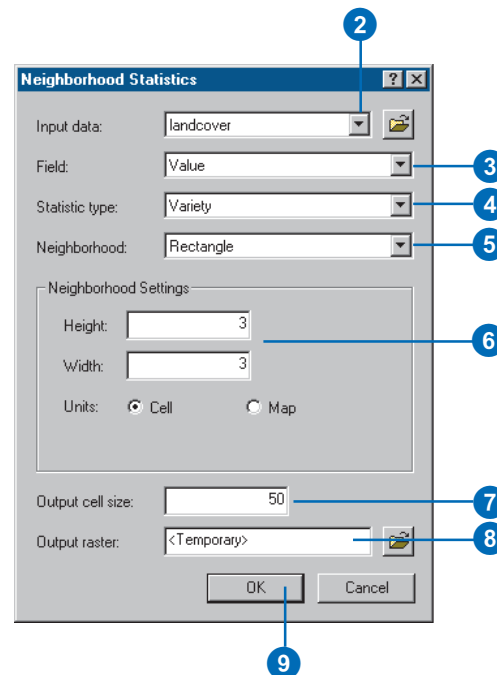 2
Neighborhood Statistics
Input data: landcover
Field: Value 3
Statistic type: Variety 4
Neighborhood: Rectangle 5
Neighborhood Settings
Height: 3
6
Width: 3
Units: Cell Map
Output cell size: 50 7
Output raster: <Temporary> 8
OK Cancel
9